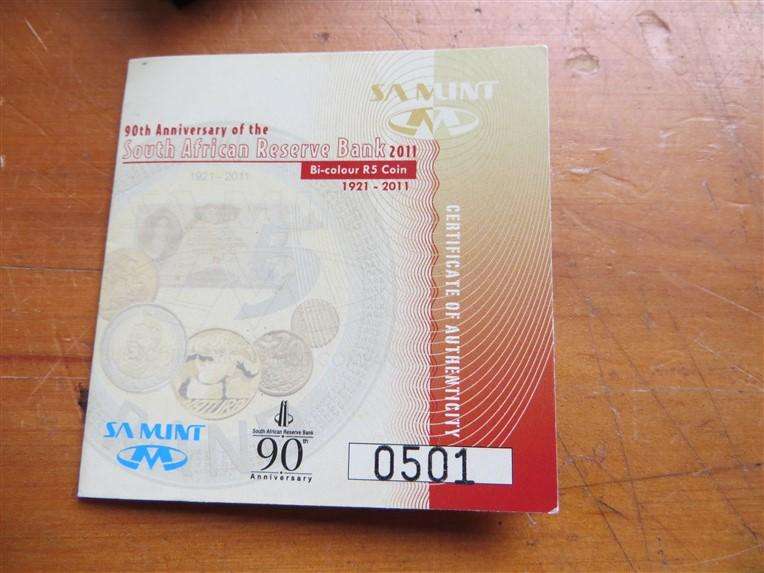 SA MINT
90th Anniversary of the
South African Reserve Bank 2011
Bi-colour R5 Coin
1921 - 2011
1921 - 2011
CERTIFICATE OF AUTHENTICITY
5
SA MINT
South African Reserve Bank
90th
Anniversary
0501